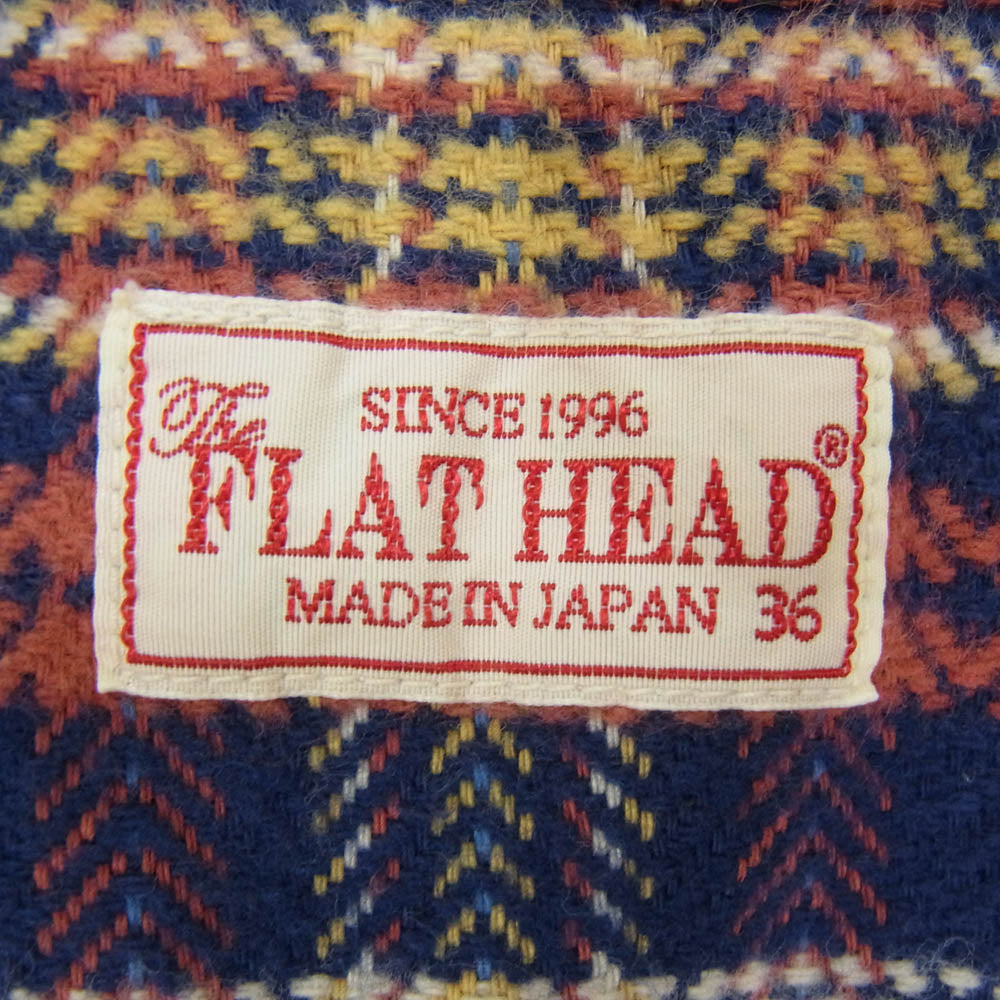 SINCE 1996
The
FLAT HEAD®
MADE IN JAPAN 36